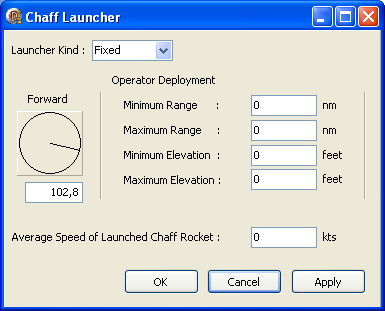 Chaff Launcher
Launcher Kind : Fixed
Operator Deployment
Forward
Minimum Range : 0 nm
Maximum Range : 0 nm
Minimum Elevation : 0 feet
Maximum Elevation : 0 feet
102,8
Average Speed of Launched Chaff Rocket : 0 kts
OK Cancel Apply